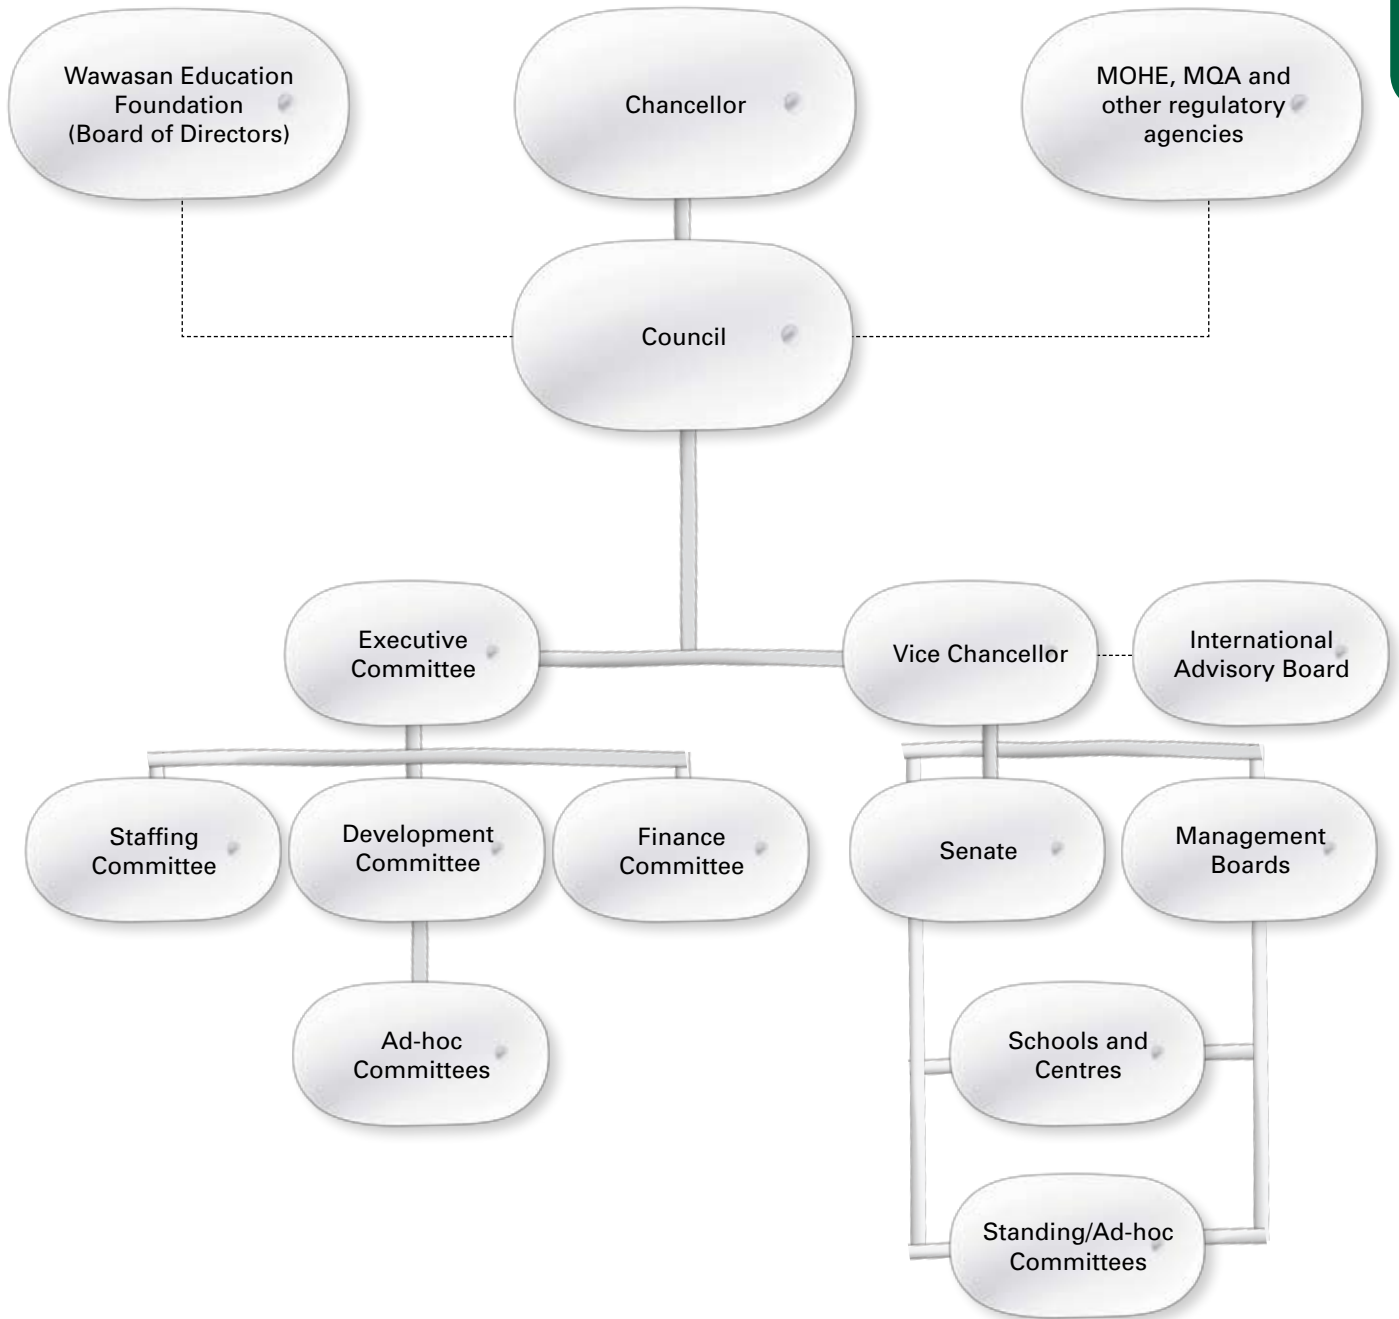 Wawasan Education
Foundation
(Board of Directors)
Chancellor
MOHE, MQA and
other regulatory
agencies
Council
Executive
Committee
Vice Chancellor
International
Advisory Board
Staffing
Committee
Development
Committee
Finance
Committee
Senate
Management
Boards
Ad-hoc
Committees
Schools and
Centres
Standing/Ad-hoc
Committees